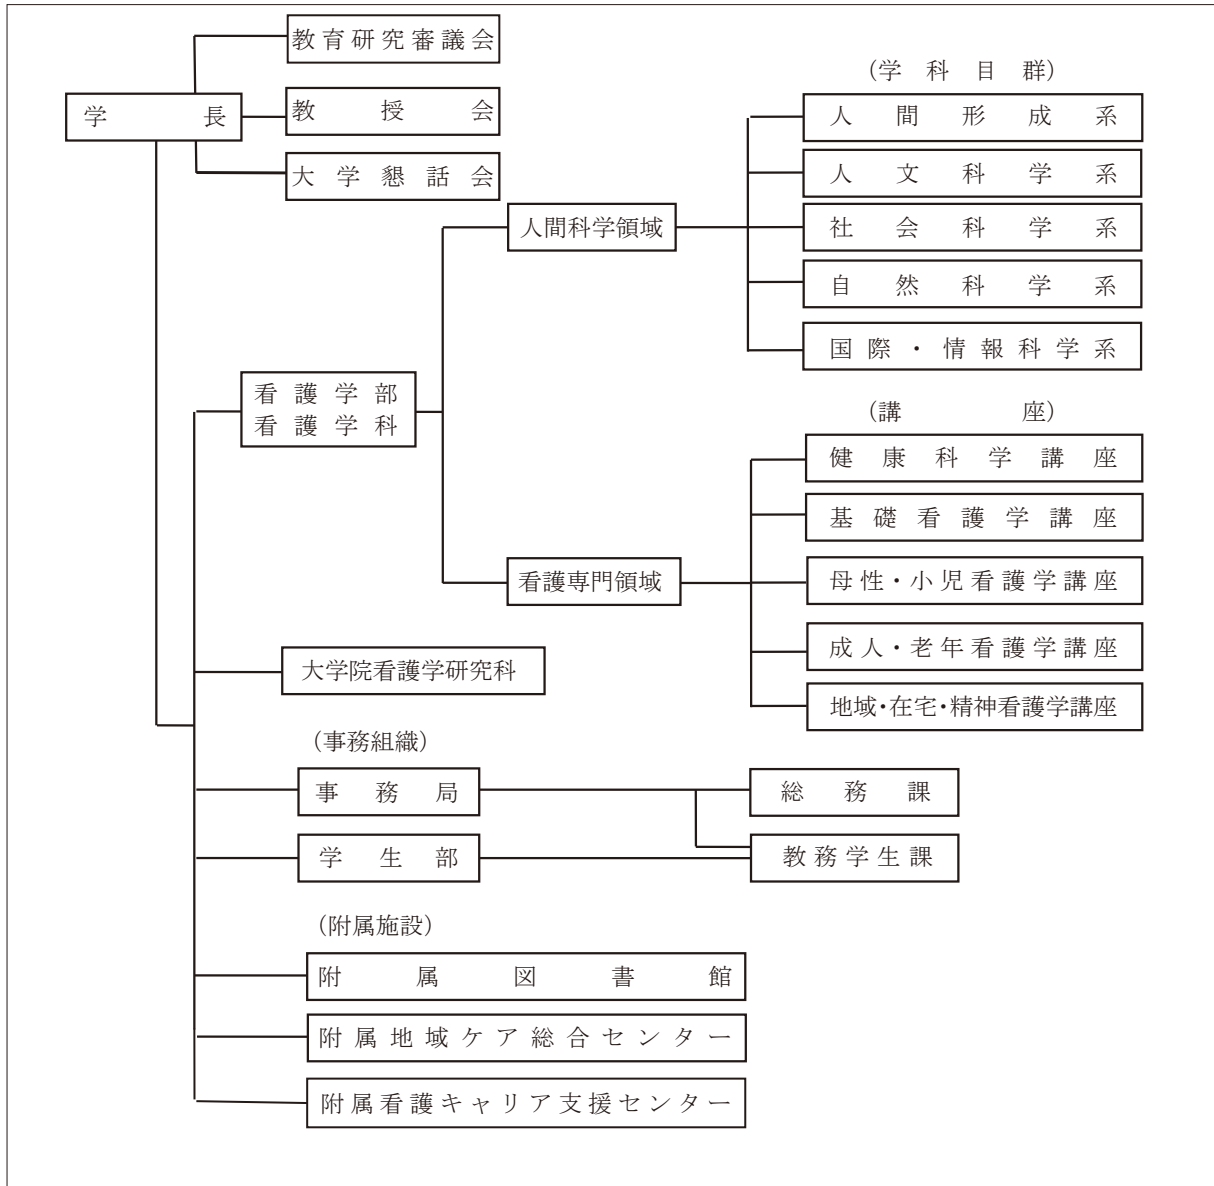 教育研究審議会
学長
教授会
大学懇話会
(学科目群)
人間形成系
人文科学系
人間科学領域
社会科学系
自然科学系
国際・情報科学系
看護学部
看護学科
(講座)
健康科学講座
基礎看護学講座
看護専門領域
母性・小児看護学講座
成人・老年看護学講座
地域・在宅・精神看護学講座
大学院看護学研究科
(事務組織)
事務局
総務課
学生部
教務学生課
(附属施設)
附属図書館
附属地域ケア総合センター
附属看護キャリア支援センター